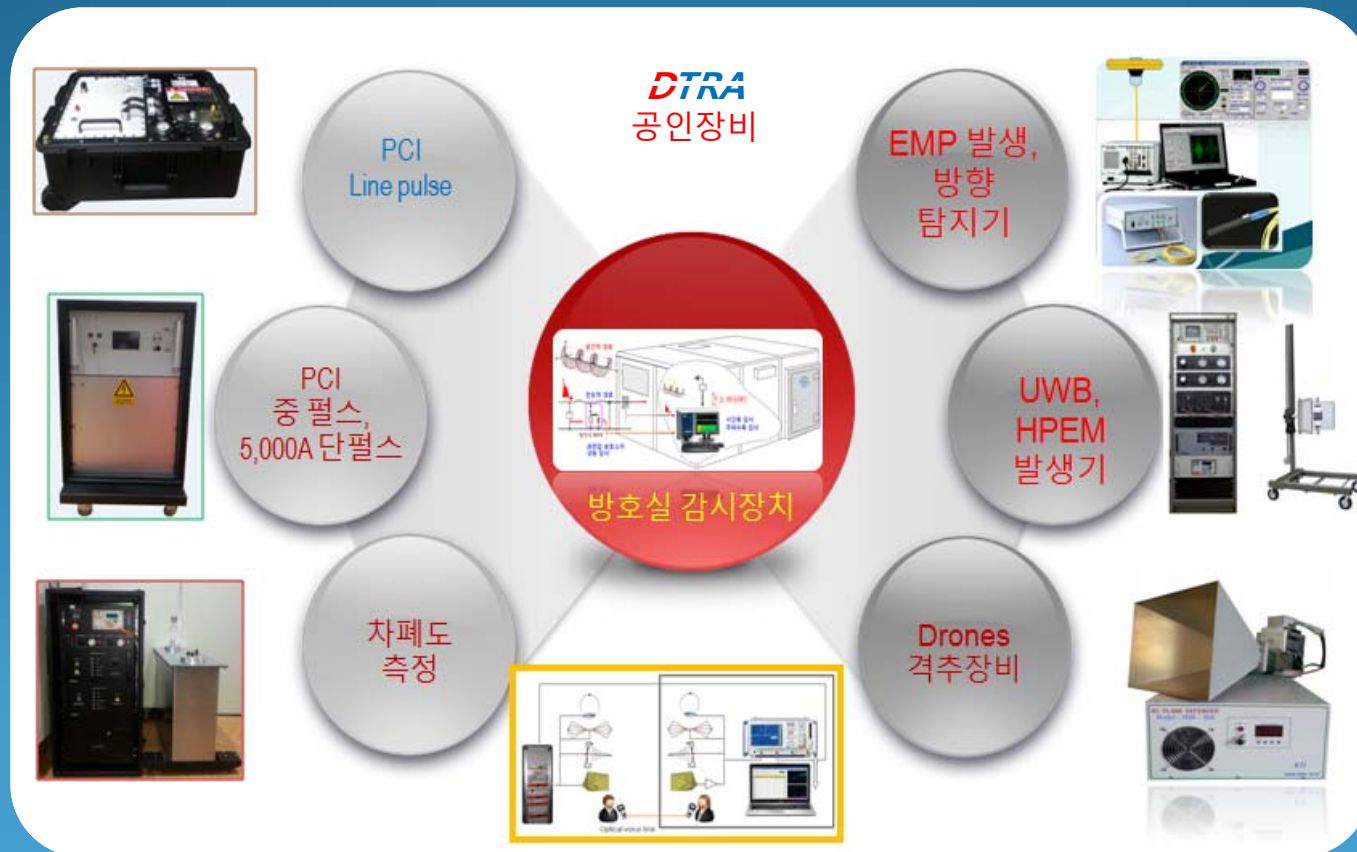 DTRA
공인장비
PCI
Line pulse
EMP 발생,
방향
탐지기
PCI
중 펄스,
5,000A 단펄스
UWB,
HPEM
발생기
방호실 감시장치
차폐도
측정
Drones
격추장비
Optical voice link